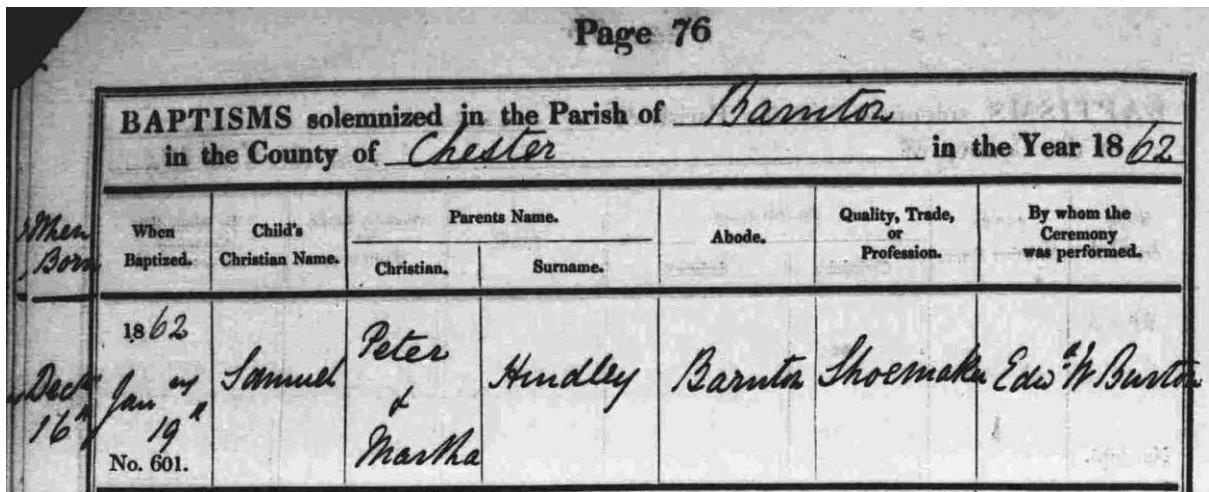 Page 76
BAPTISMS solemnized in the Parish of Barnton
in the County of Chester in the Year 1862
When
Born
When
Baptized.
Child's
Christian Name.
Parents Name.
Christian.
Surname.
Abode.
Quality, Trade,
or
Profession.
By whom the
Ceremony
was performed.
Decr
16th
1862
Jany
19th
No. 601.
Samuel
Peter
&
Martha
Hindley
Barnton
Shoemaker
Edwd W Burton